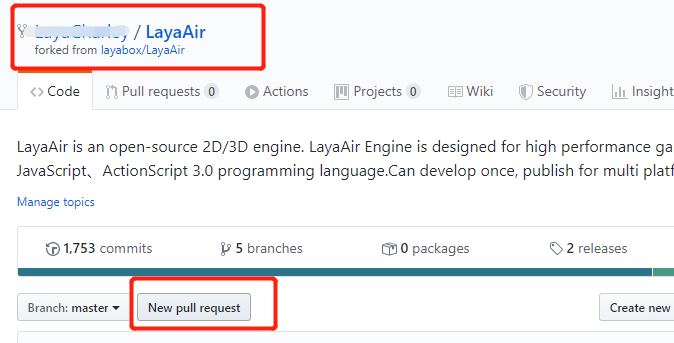 / LayaAir
forked from layabox/LayaAir
Code Pull requests 0 Actions Projects 0 Wiki Security Insight
LayaAir is an open-source 2D/3D engine. LayaAir Engine is designed for high performance ga
JavaScript、ActionScript 3.0 programming language.Can develop once, publish for multi platf
Manage topics
1,753 commits 5 branches 0 packages 2 releases
Branch: master New pull request Create new